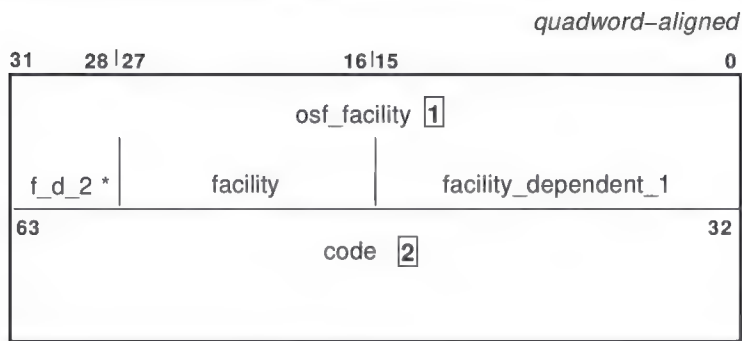 quadword–aligned
31 28 27 16 15 0
osf_facility 1
f_d_2 * facility facility_dependent_1
63 32
code 2